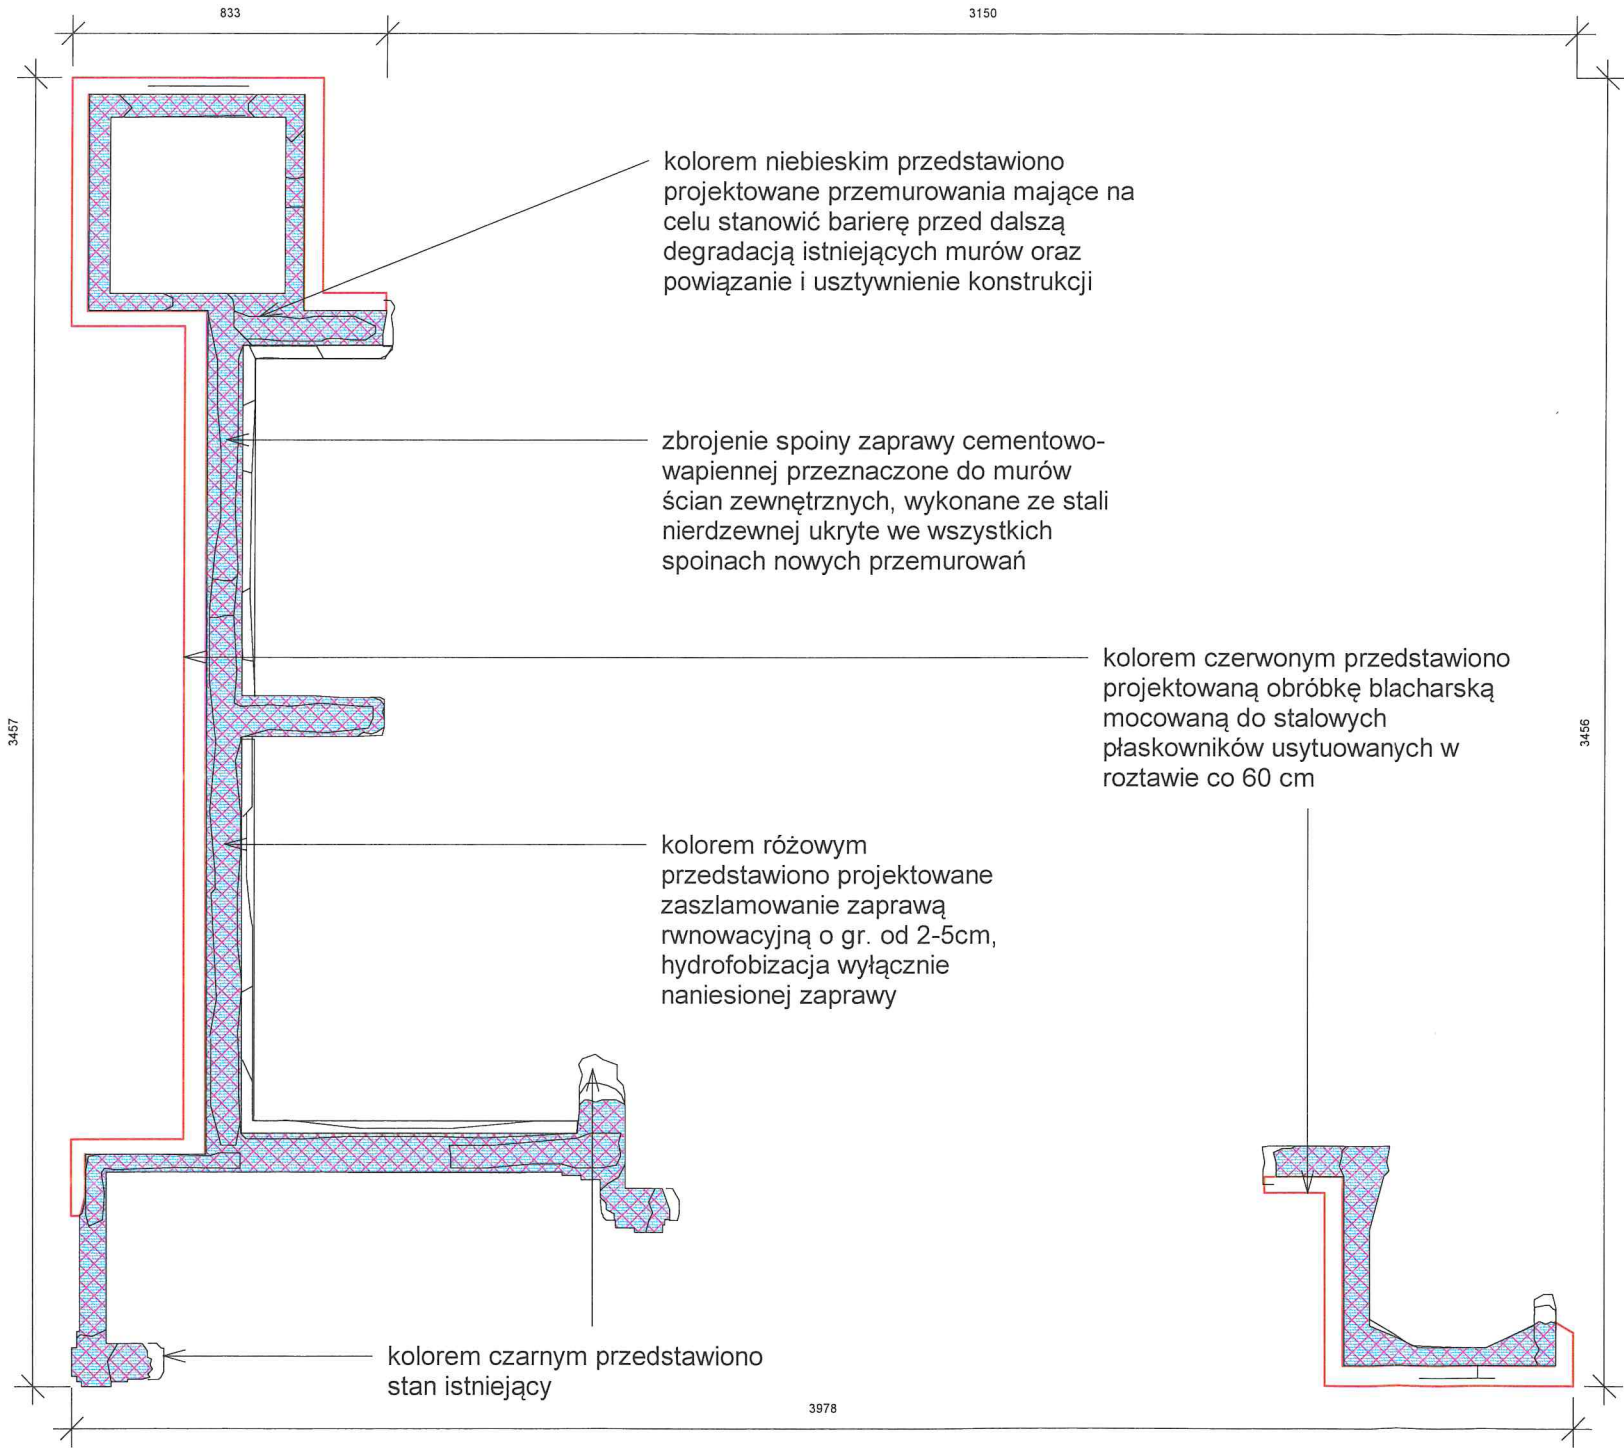 833
3150
kolorem niebieskim przedstawiono
projektowane przemurowania mające na
celu stanowić barierę przed dalszą
degradacją istniejących murów oraz
powiązanie i usztywnienie konstrukcji
zbrojenie spoiny zaprawy cementowo-
wapiennej przeznaczone do murów
ścian zewnętrznych, wykonane ze stali
nierdzewnej ukryte we wszystkich
spoinach nowych przemurowań
kolorem czerwonym przedstawiono
projektowaną obróbkę blacharską
mocowaną do stalowych
płaskowników usytuowanych w
roztawie co 60 cm
3457
3456
kolorem różowym
przedstawiono projektowane
zaszlamowanie zaprawą
rwnowacyjną o gr. od 2-5cm,
hydrofobizacja wyłącznie
naniesionej zaprawy
kolorem czarnym przedstawiono
stan istniejący
3978